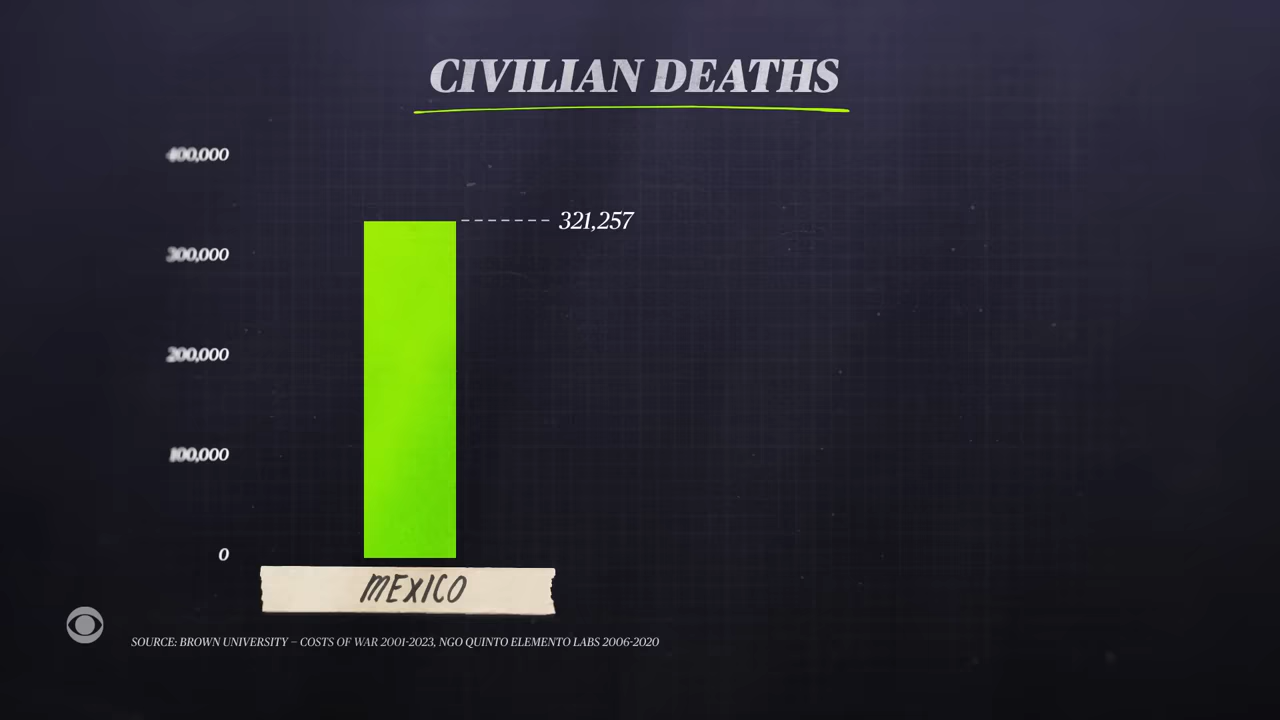 CIVILIAN DEATHS
400,000
321,257
300,000
200,000
100,000
0
MEXICO
SOURCE: BROWN UNIVERSITY – COSTS OF WAR 2001-2023, NGO QUINTO ELEMENTO LABS 2006-2020